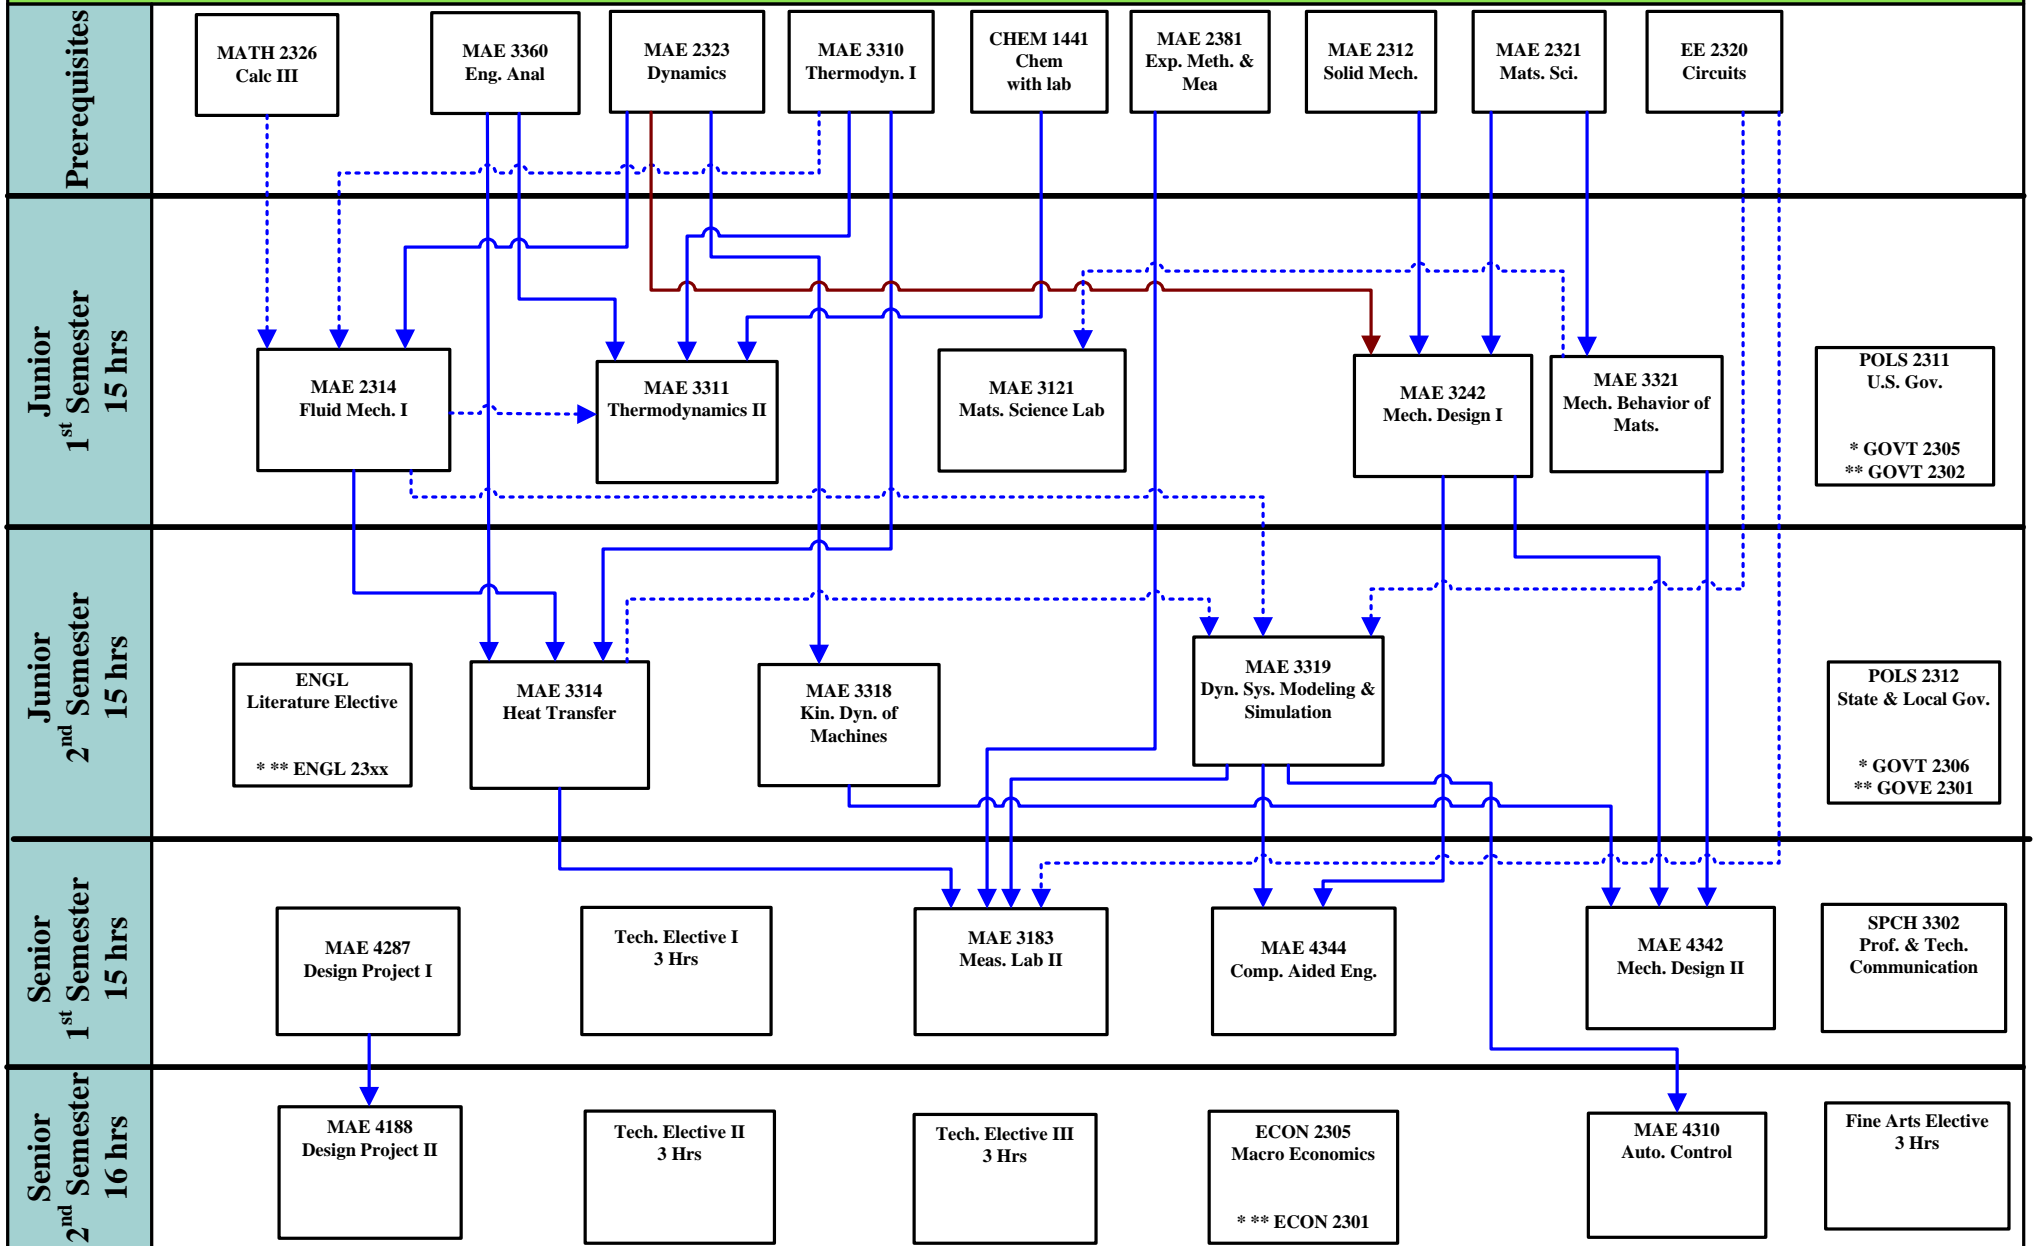 Prerequisites
MATH 2326
Calc III
MAE 3360
Eng. Anal
MAE 2323
Dynamics
MAE 3310
Thermodyn. I
CHEM 1441
Chem
with lab
MAE 2381
Exp. Meth. &
Mea
MAE 2312
Solid Mech.
MAE 2321
Mats. Sci.
EE 2320
Circuits
Junior
1st Semester
15 hrs
MAE 2314
Fluid Mech. I
MAE 3311
Thermodynamics II
MAE 3121
Mats. Science Lab
MAE 3242
Mech. Design I
MAE 3321
Mech. Behavior of
Mats.
POLS 2311
U.S. Gov.
* GOVT 2305
** GOVT 2302
Junior
2nd Semester
15 hrs
ENGL
Literature Elective
* ** ENGL 23xx
MAE 3314
Heat Transfer
MAE 3318
Kin. Dyn. of
Machines
MAE 3319
Dyn. Sys. Modeling &
Simulation
POLS 2312
State & Local Gov.
* GOVT 2306
** GOVE 2301
Senior
1st Semester
15 hrs
MAE 4287
Design Project I
Tech. Elective I
3 Hrs
MAE 3183
Meas. Lab II
MAE 4344
Comp. Aided Eng.
MAE 4342
Mech. Design II
SPCH 3302
Prof. & Tech.
Communication
Senior
2nd Semester
16 hrs
MAE 4188
Design Project II
Tech. Elective II
3 Hrs
Tech. Elective III
3 Hrs
ECON 2305
Macro Economics
* ** ECON 2301
MAE 4310
Auto. Control
Fine Arts Elective
3 Hrs